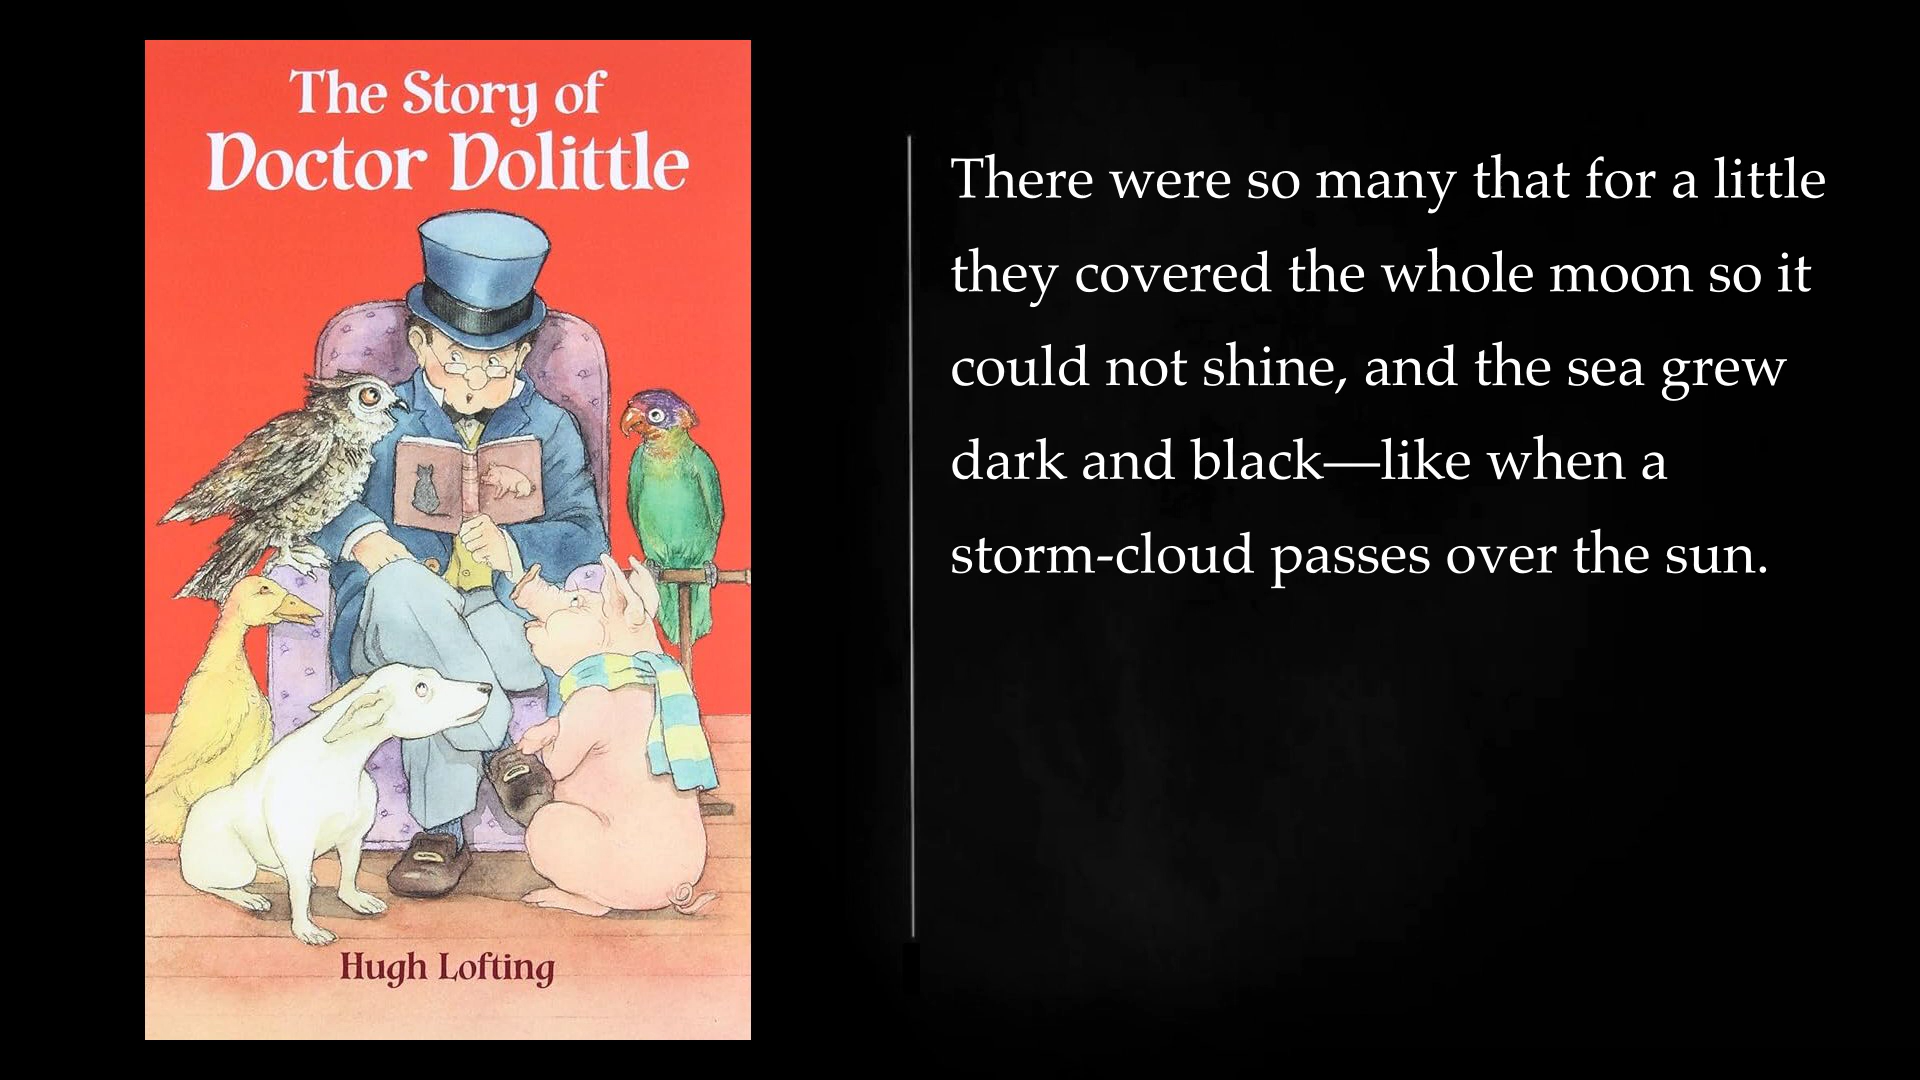 The Story of
Doctor Dolittle
Hugh Lofting
There were so many that for a little
they covered the whole moon so it
could not shine, and the sea grew
dark and black—like when a
storm-cloud passes over the sun.